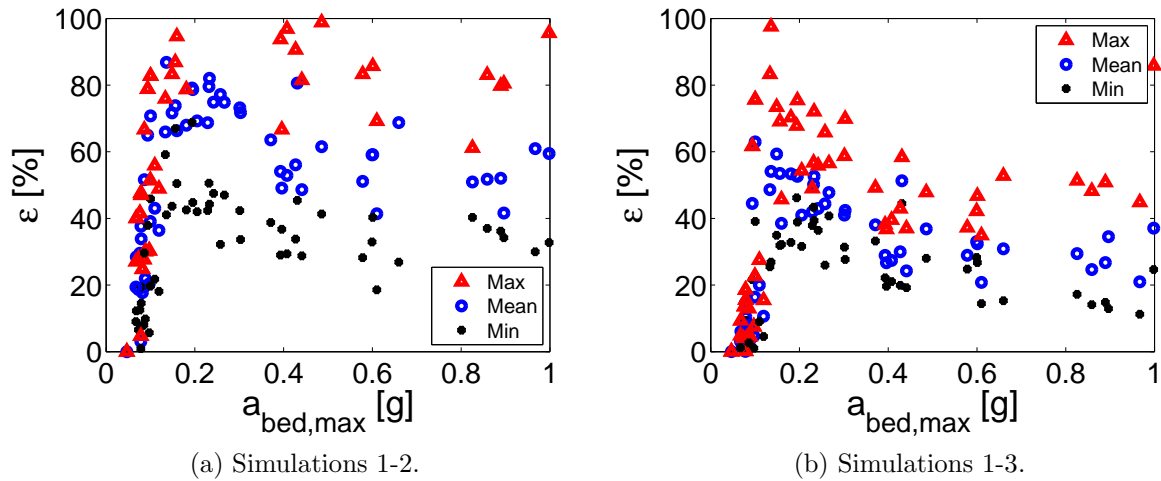 100
80
60
40
20
0
ε [%]
0 0.2 0.4 0.6 0.8 1
a_bed,max [g]
Max
Mean
Min
(a) Simulations 1-2.
100
80
60
40
20
0
ε [%]
0 0.2 0.4 0.6 0.8 1
a_bed,max [g]
Max
Mean
Min
(b) Simulations 1-3.